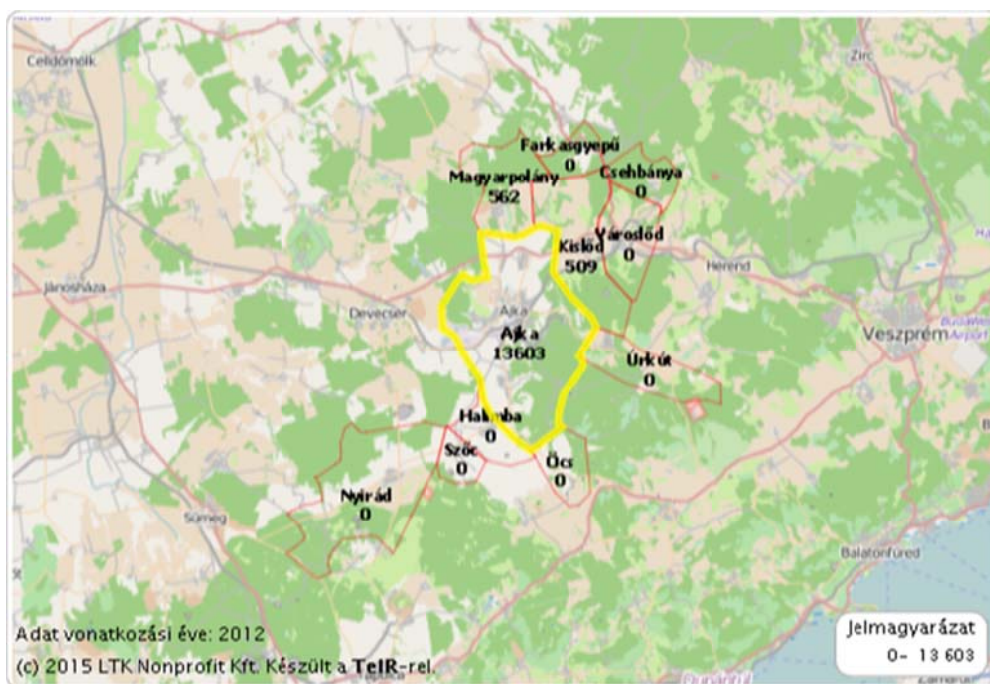 Celldömölk
Zirc
Farkasgyepű
0
Csehbánya
0
Magyarpolány
562
Városlőd
0
Kislőd
509
Herend
Jánosháza
Devecser
Ajka
Ajka
13603
Veszprém
Airport
Úrkút
0
Halimba
0
Szőc
0
Öcs
0
Nyirád
0
Sümeg
Balatonfüred
Adat vonatkozási éve: 2012
(c) 2015 LTK Nonprofit Kft. Készült a TeIR-rel.
Jelmagyarázat
0- 13 603